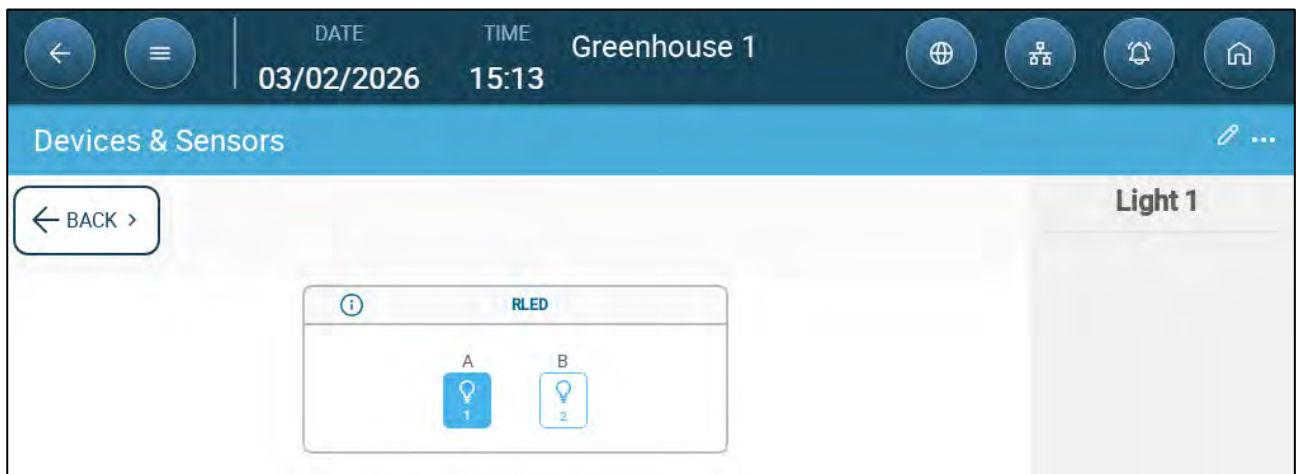 DATE TIME Greenhouse 1
03/02/2026 15:13
Devices & Sensors
BACK
Light 1
RLED
A B
1 2